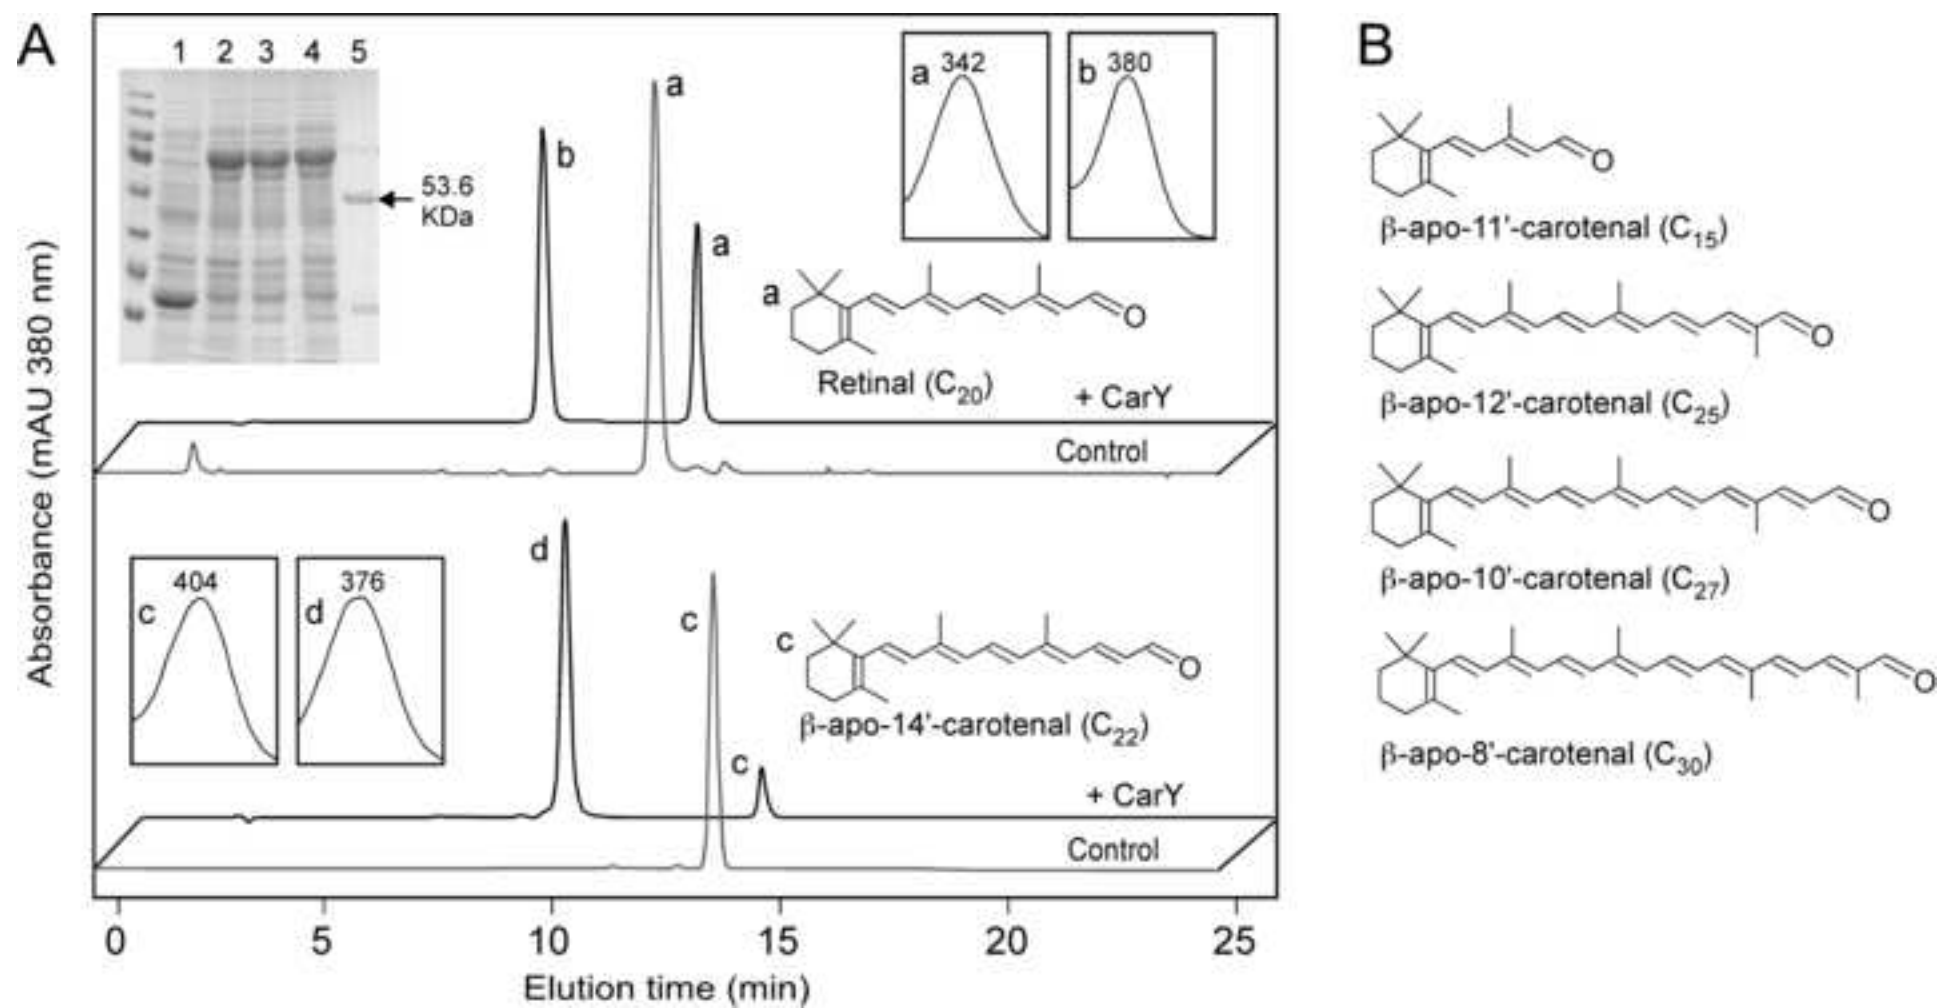 A
1 2 3 4 5
53.6
KDa
b
a
a
a 342
b 380
a
O
Retinal (C20)
+ CarY
Control
Absorbance (mAU 380 nm)
404
c
376
d
d
c
c
c
O
β-apo-14'-carotenal (C22)
+ CarY
Control
0 5 10 15 20 25
Elution time (min)
B
O
β-apo-11'-carotenal (C15)
O
β-apo-12'-carotenal (C25)
O
β-apo-10'-carotenal (C27)
O
β-apo-8'-carotenal (C30)